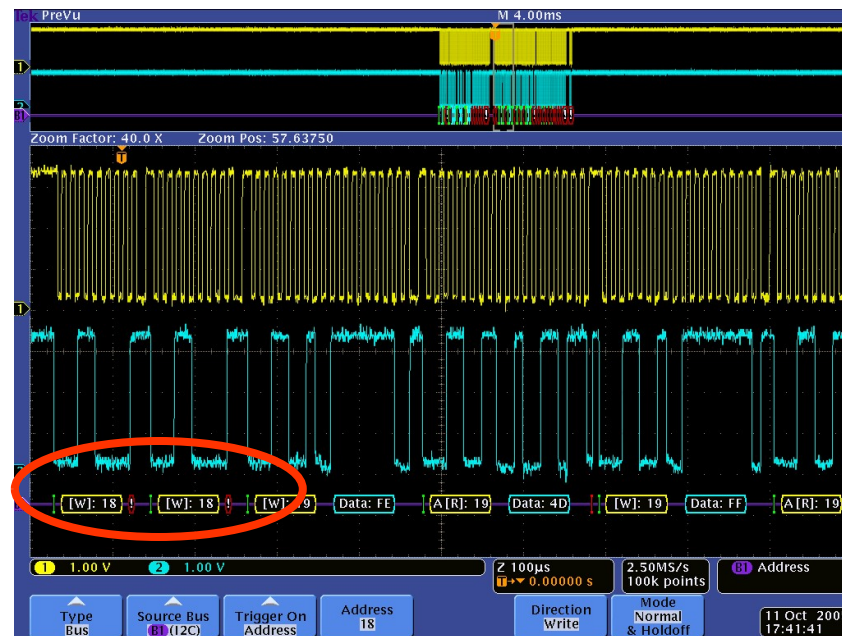 Tek PreVu M 4.00ms
1
T
2
B1
! ! ! !!
Zoom Factor: 40.0 X Zoom Pos: 57.63750
T
1
2
[W]: 18 ! [W]: 18 ! [W]: 19 Data: FE A[R]: 19 Data: 4D [W]: 19 Data: FF A[R]: 19
1 1.00 V 2 1.00 V Z 100µs 2.50MS/s B1 Address
T→▼ 0.00000 s 100k points
Type Source Bus Trigger On Address Direction Mode
Bus B1 (I2C) Address 18 Write Normal
& Holdoff
11 Oct 200
17:41:41